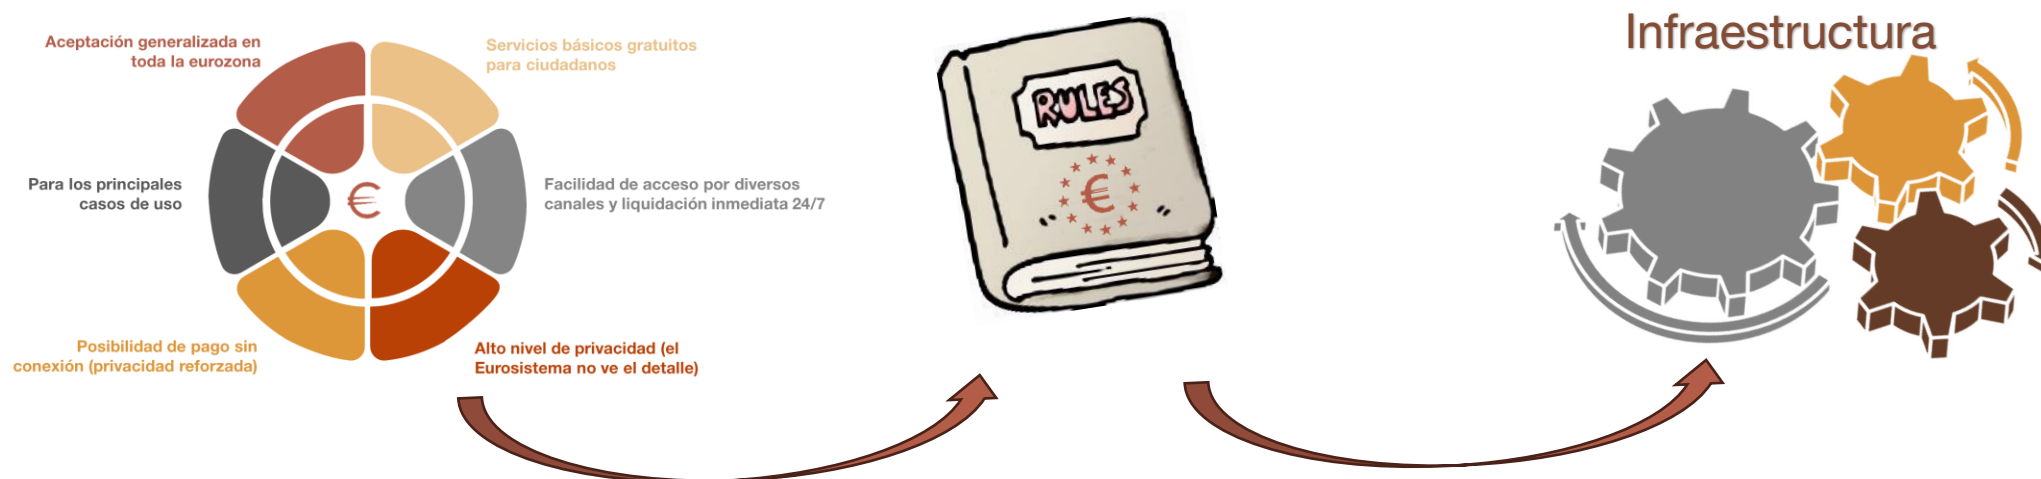 Aceptación generalizada en
toda la eurozona
Servicios básicos gratuitos
para ciudadanos
Para los principales
casos de uso
€
Facilidad de acceso por diversos
canales y liquidación inmediata 24/7
Posibilidad de pago sin
conexión (privacidad reforzada)
Alto nivel de privacidad (el
Eurosistema no ve el detalle)
RULES
€
Infraestructura